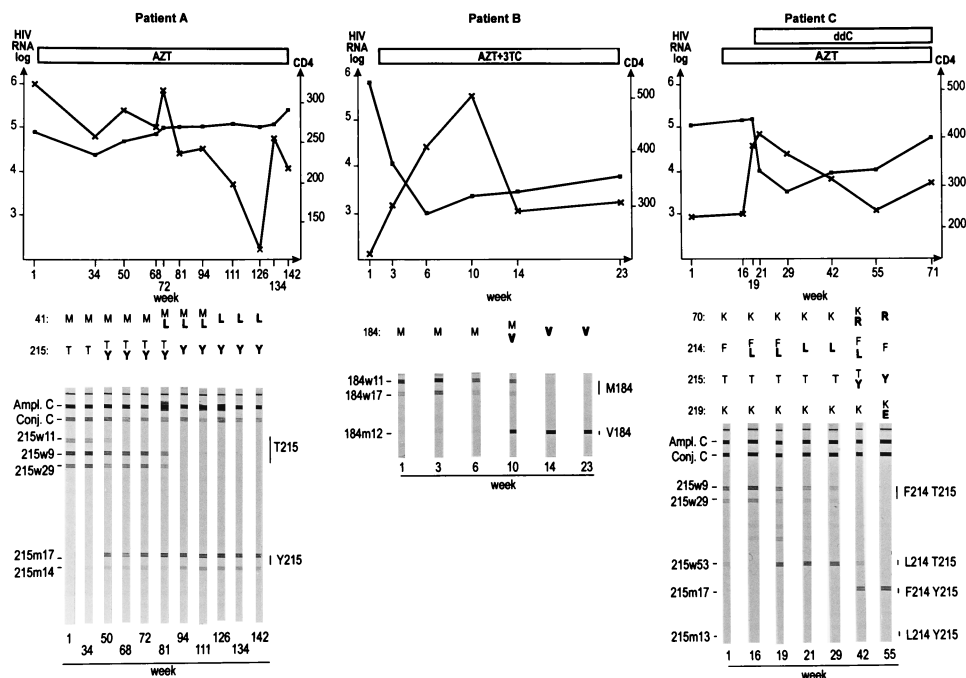 Patient A
HIV
RNA
log
AZT
CD4
6
5
4
3
300
250
200
150
1 34 50 68 72 81 94 111 126 134 142
week
41: M M M M M M L M L M L L L L
215: T T T Y T Y T Y T Y Y Y Y Y Y
Ampl. C
Conj. C
215w11
215w9
215w29
T215
215m17
215m14
Y215
1 34 50 68 72 81 94 111 126 134 142
week
Patient B
HIV
RNA
log
AZT+3TC
CD4
6
5
4
3
500
400
300
1 3 6 10 14 23
week
184: M M M M V V V
184w11
184w17
M184
184m12
V184
1 3 6 10 14 23
week
Patient C
HIV
RNA
log
ddC
AZT
CD4
6
5
4
3
500
400
300
200
1 16 19 21 29 42 55 71
week
70: K K K K K K R R
214: F F L F L L L F L F
215: T T T T T T Y Y
219: K K K K K K K E
Ampl. C
Conj. C
215w9
215w29
F214 T215
215w53
L214 T215
215m17
F214 Y215
215m13
L214 Y215
1 16 19 21 29 42 55
week